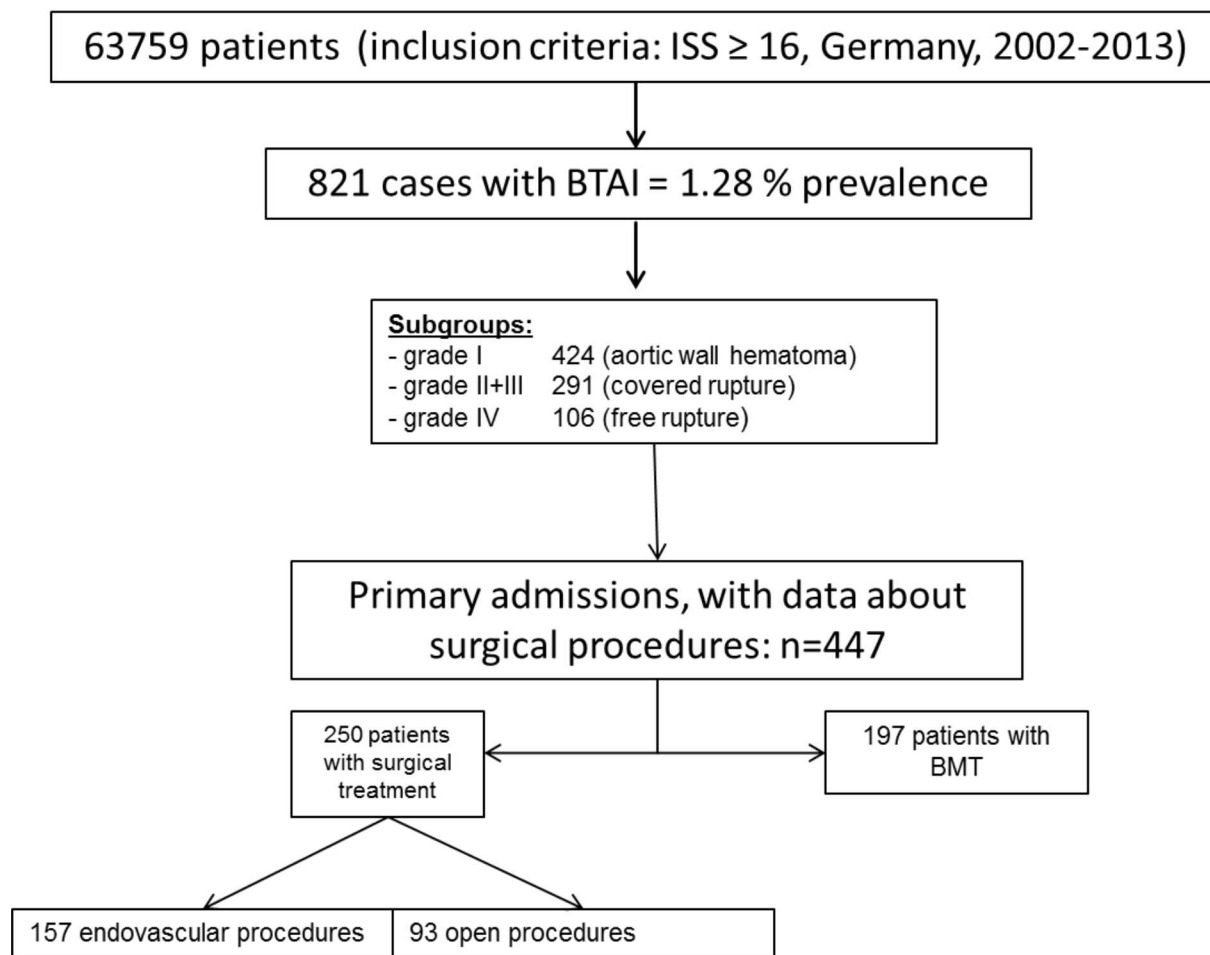 63759 patients (inclusion criteria: ISS ≥ 16, Germany, 2002-2013)
821 cases with BTAI = 1.28 % prevalence
Subgroups:
- grade I 424 (aortic wall hematoma)
- grade II+III 291 (covered rupture)
- grade IV 106 (free rupture)
Primary admissions, with data about
surgical procedures: n=447
250 patients
with surgical
treatment
197 patients with
BMT
157 endovascular procedures
93 open procedures